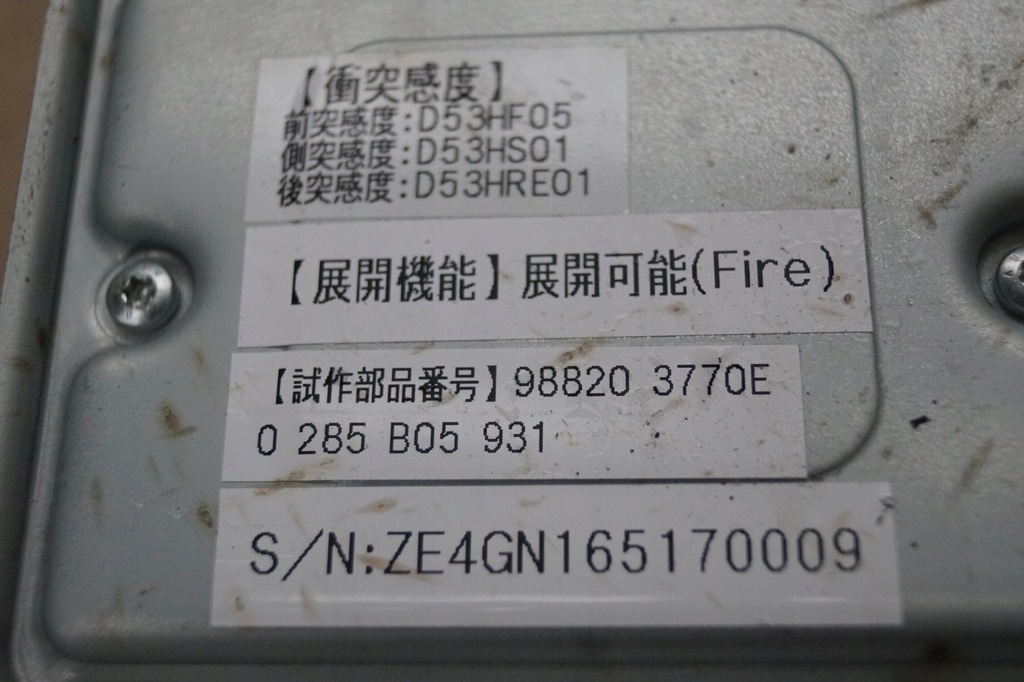 【衝突感度】
前突感度:D53HF05
側突感度:D53HS01
後突感度:D53HRE01
【展開機能】展開可能(Fire)
【試作部品番号】98820 3770E
0 285 B05 931
S/N:ZE4GN165170009